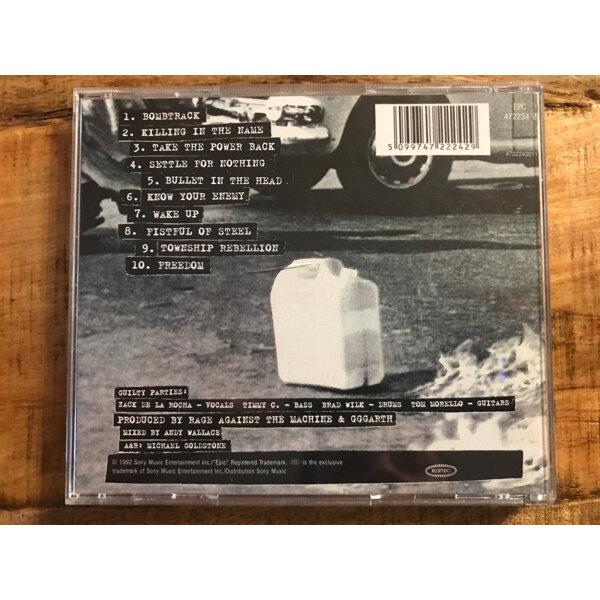 1. BOMBTRACK
2. KILLING IN THE NAME
3. TAKE THE POWER BACK
4. SETTLE FOR NOTHING
5. BULLET IN THE HEAD
6. KNOW YOUR ENEMY
7. WAKE UP
8. FISTFUL OF STEEL
9. TOWNSHIP REBELLION
10. FREEDOM
5 099747 222429
EPC
472224 2
4722242011
GUILTY PARTIES:
ZACK DE LA ROCHA – VOCALS TIMMY C. – BASS BRAD WILK – DRUMS TOM MORELLO – GUITARS
PRODUCED BY RAGE AGAINST THE MACHINE & GGGARTH
MIXED BY ANDY WALLACE
A&R: MICHAEL GOLDSTONE
© 1992 Sony Music Entertainment Inc./"Epic" Registered Trademark. is the exclusive
trademark of Sony Music Entertainment Inc./Distribution Sony Music
EPIC